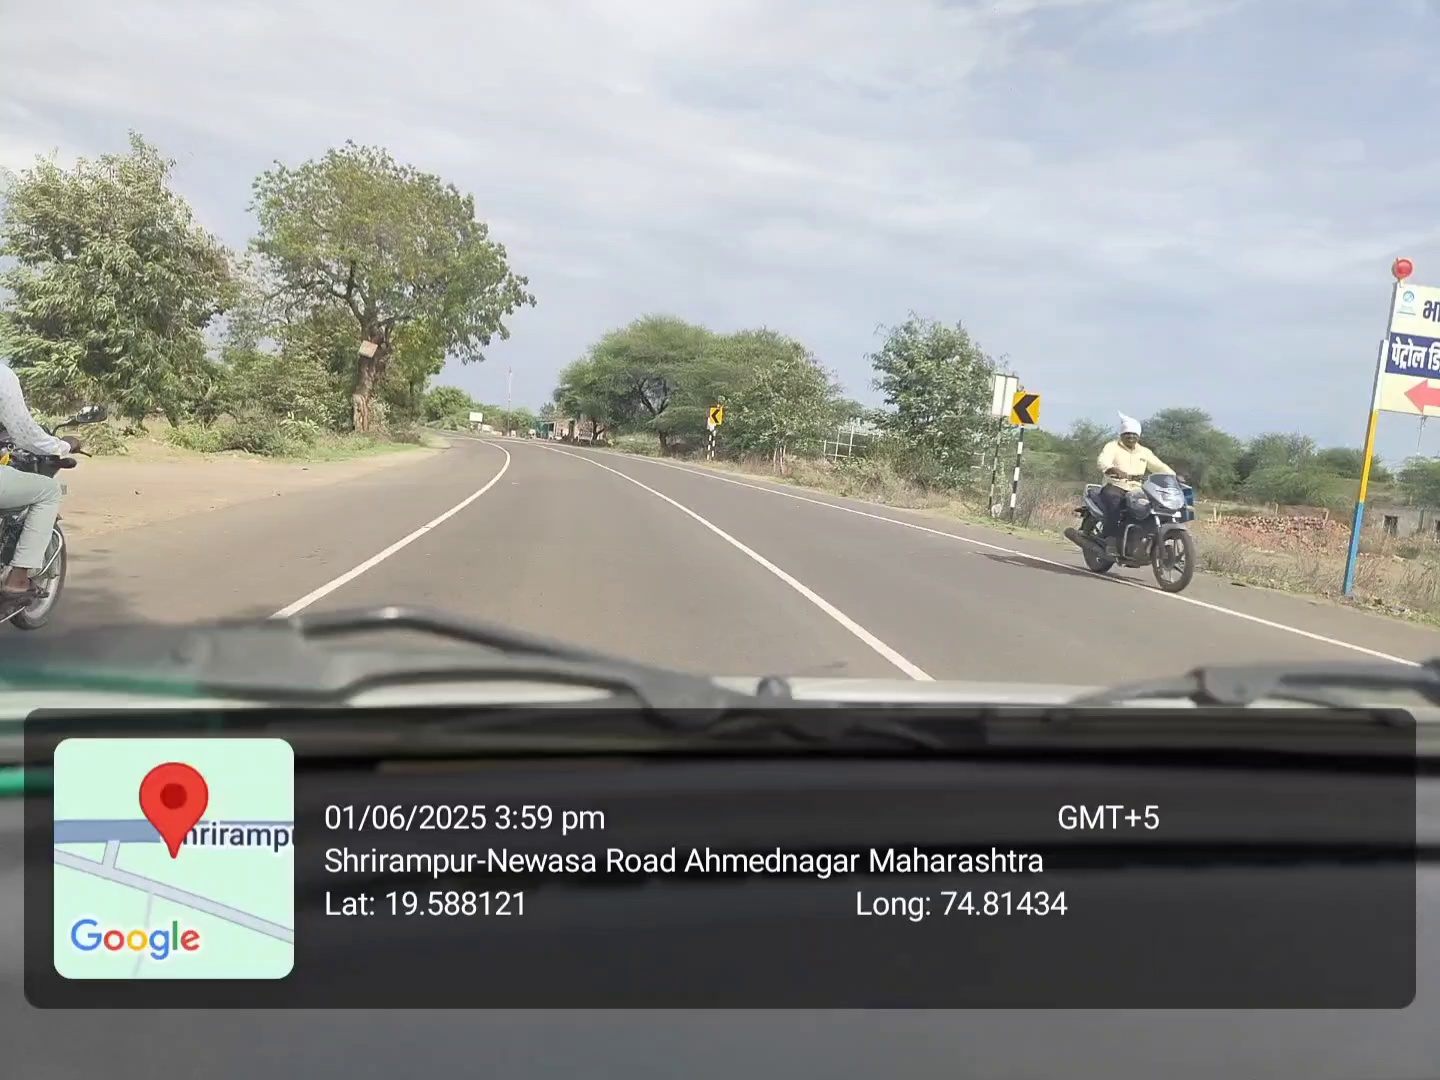 पेट्रोल
01/06/2025 3:59 pm
GMT+5
Shrirampur-Newasa Road Ahmednagar Maharashtra
Lat: 19.588121
Long: 74.81434
Google